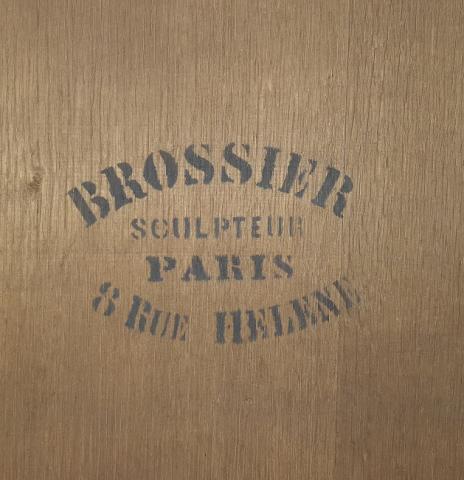 BROSSIER
SCULPTEUR
PARIS
8 RUE HELENE